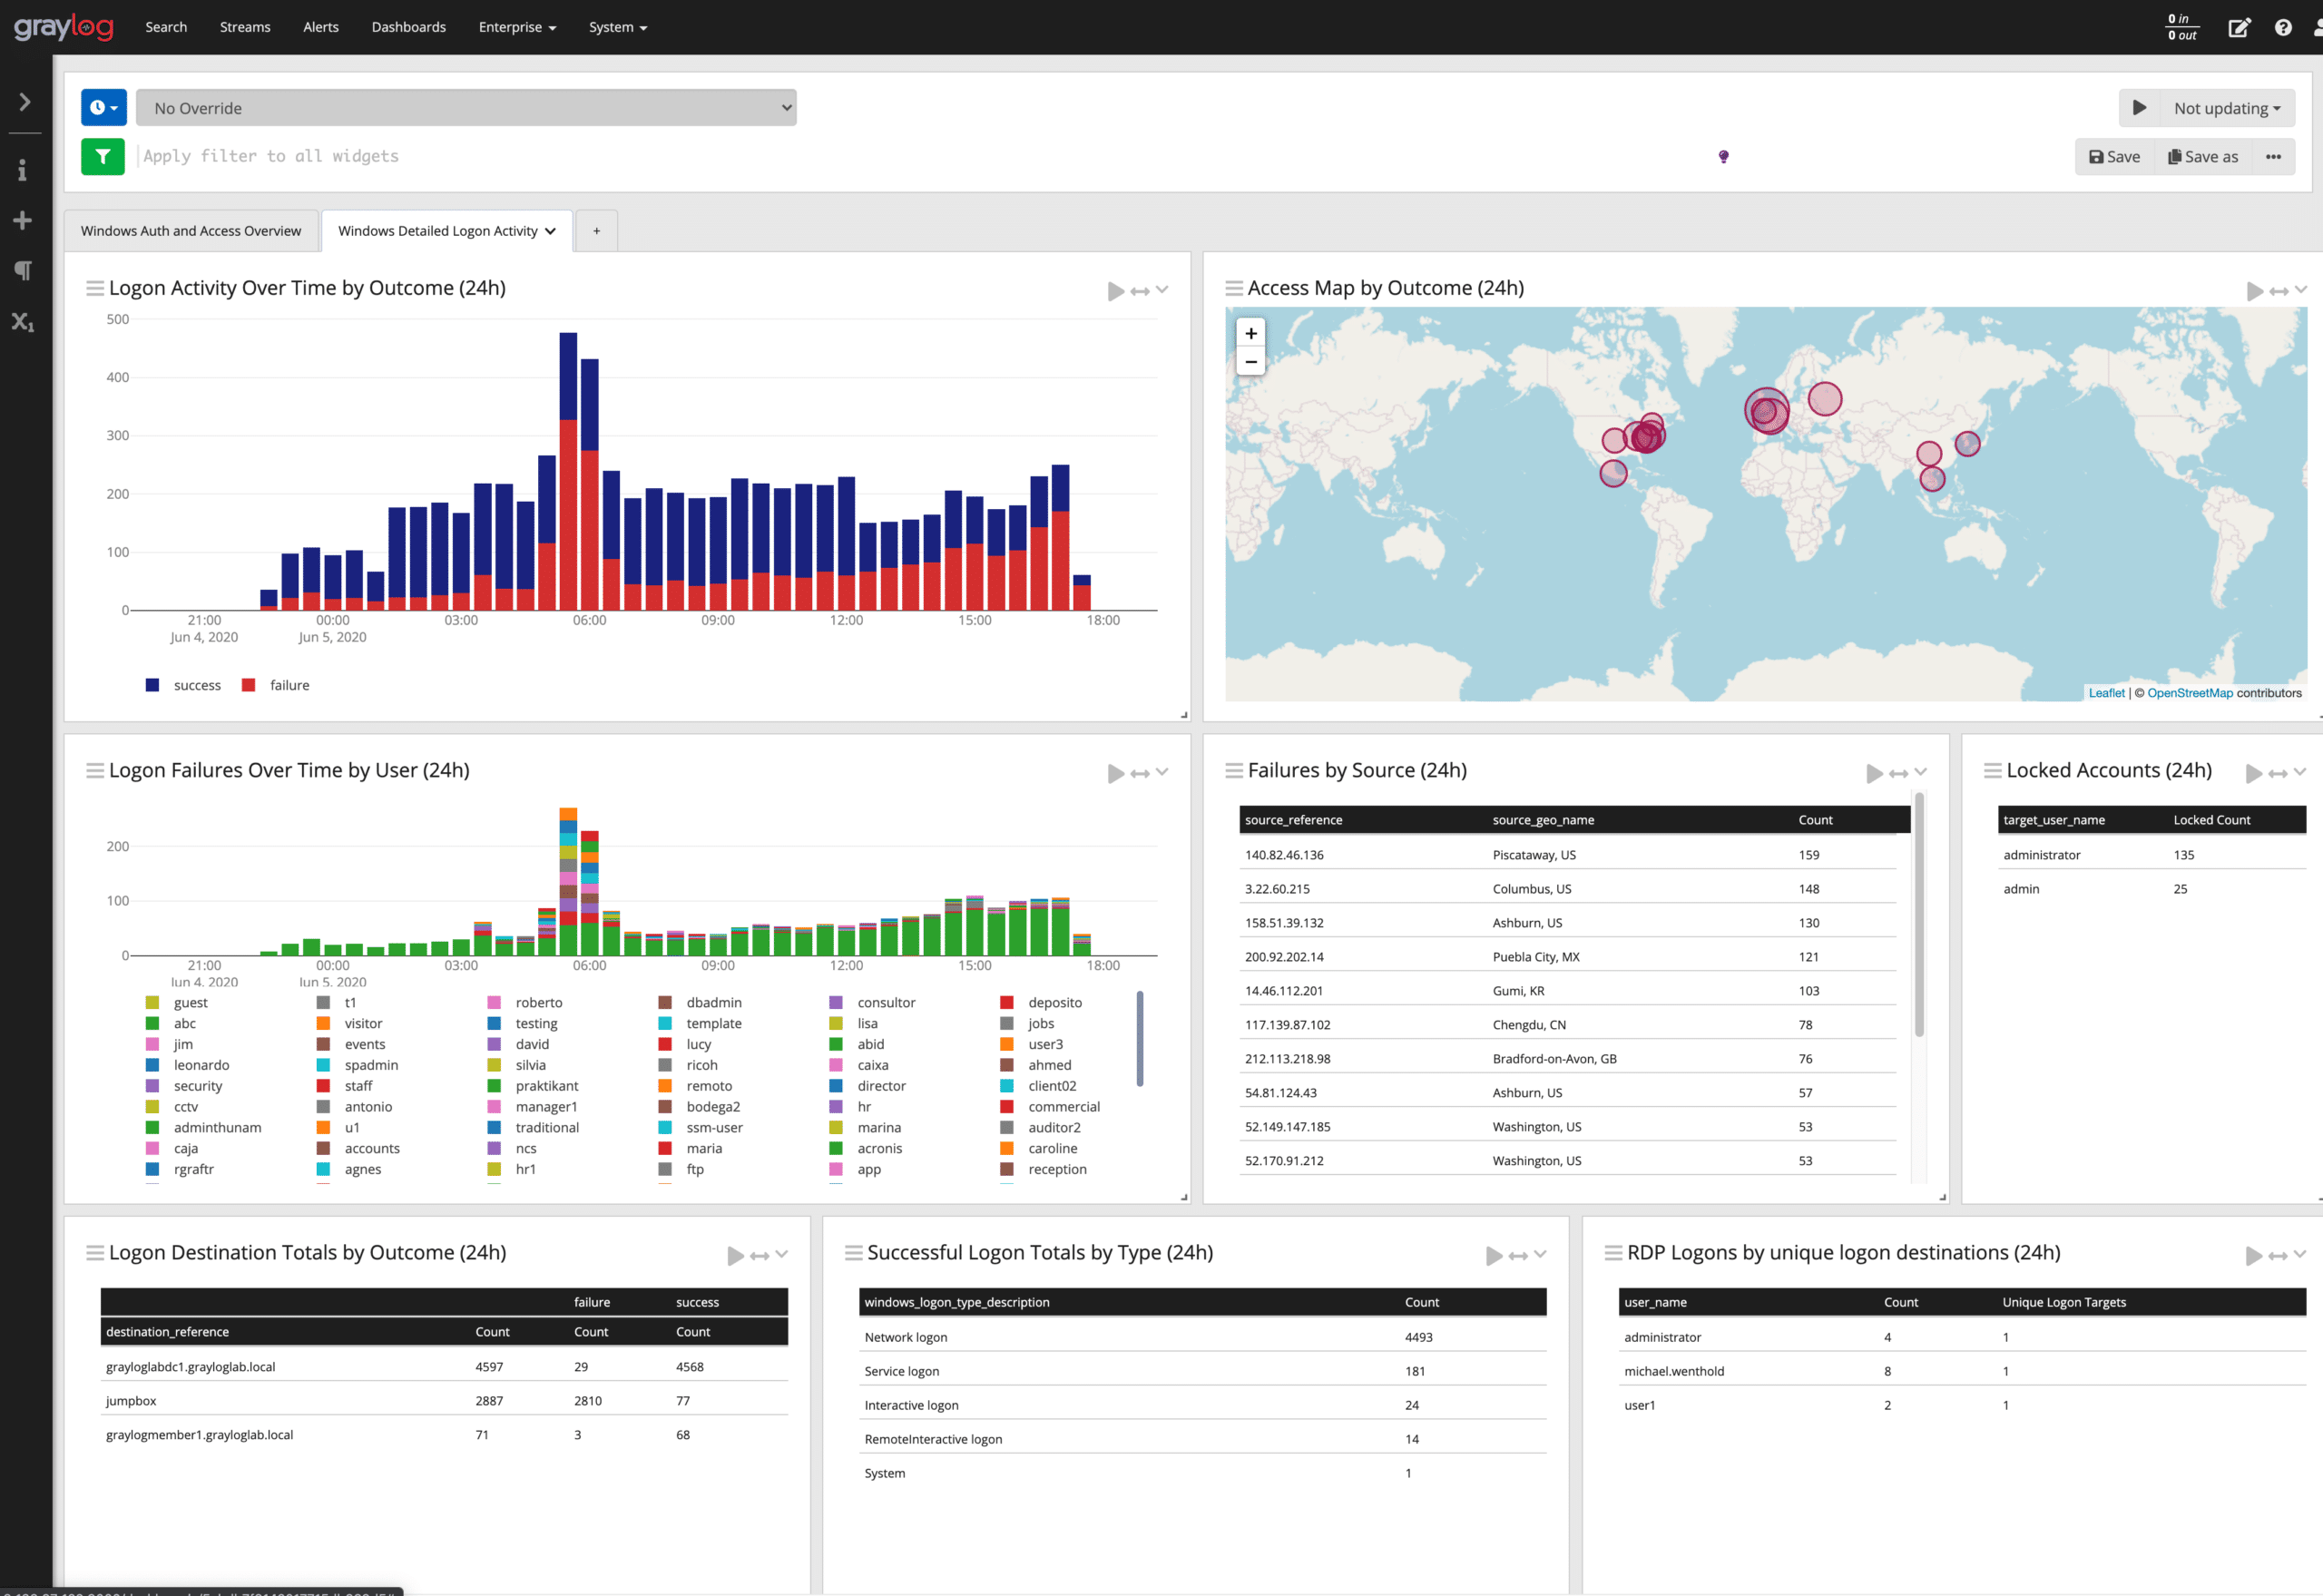 graylog Search Streams Alerts Dashboards Enterprise System 0 in
0 out
No Override Not updating
Apply filter to all widgets Save Save as
Windows Auth and Access Overview Windows Detailed Logon Activity +
Logon Activity Over Time by Outcome (24h)
500
400
300
200
100
0
21:00 00:00 03:00 06:00 09:00 12:00 15:00 18:00
Jun 4, 2020 Jun 5, 2020
success failure
Access Map by Outcome (24h)
+
−
Leaflet | © OpenStreetMap contributors
Logon Failures Over Time by User (24h)
200
100
0
21:00 00:00 03:00 06:00 09:00 12:00 15:00 18:00
Jun 4, 2020 Jun 5, 2020
guest t1 roberto dbadmin consultor deposito
abc visitor testing template lisa jobs
jim events david lucy abid user3
leonardo spadmin silvia ricoh caixa ahmed
security staff praktikant remoto director client02
cctv antonio manager1 bodega2 hr commercial
adminthunam u1 traditional ssm-user marina auditor2
caja accounts ncs maria acronis caroline
rgraftr agnes hr1 ftp app reception
Failures by Source (24h)
source_reference source_geo_name Count
140.82.46.136 Piscataway, US 159
3.22.60.215 Columbus, US 148
158.51.39.132 Ashburn, US 130
200.92.202.14 Puebla City, MX 121
14.46.112.201 Gumi, KR 103
117.139.87.102 Chengdu, CN 78
212.113.218.98 Bradford-on-Avon, GB 76
54.81.124.43 Ashburn, US 57
52.149.147.185 Washington, US 53
52.170.91.212 Washington, US 53
Locked Accounts (24h)
target_user_name Locked Count
administrator 135
admin 25
Logon Destination Totals by Outcome (24h)
failure success
destination_reference Count Count Count
grayloglabdc1.grayloglab.local 4597 29 4568
jumpbox 2887 2810 77
graylogmember1.grayloglab.local 71 3 68
Successful Logon Totals by Type (24h)
windows_logon_type_description Count
Network logon 4493
Service logon 181
Interactive logon 24
RemoteInteractive logon 14
System 1
RDP Logons by unique logon destinations (24h)
user_name Count Unique Logon Targets
administrator 4 1
michael.wenthold 8 1
user1 2 1